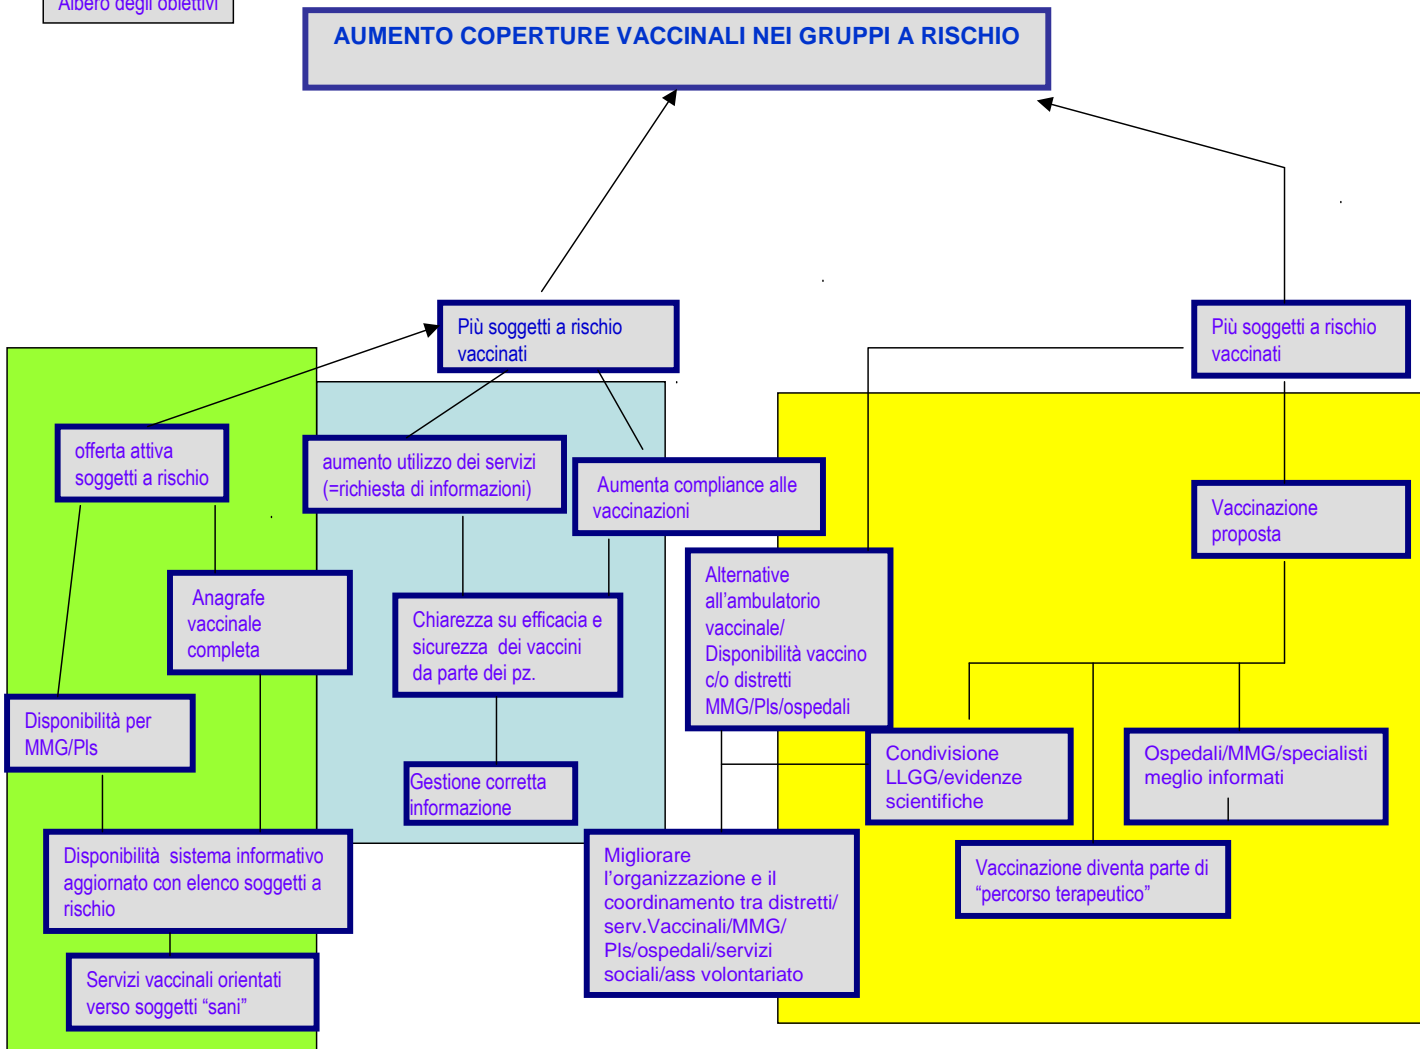 Albero degli obiettivi
AUMENTO COPERTURE VACCINALI NEI GRUPPI A RISCHIO
Più soggetti a rischio
vaccinati
Più soggetti a rischio
vaccinati
offerta attiva
soggetti a rischio
aumento utilizzo dei servizi
(=richiesta di informazioni)
Aumenta compliance alle
vaccinazioni
Vaccinazione
proposta
Anagrafe
vaccinale
completa
Chiarezza su efficacia e
sicurezza dei vaccini
da parte dei pz.
Alternative
all'ambulatorio
vaccinale/
Disponibilità vaccino
c/o distretti
MMG/Pls/ospedali
Disponibilità per
MMG/Pls
Gestione corretta
informazione
Condivisione
LLGG/evidenze
scientifiche
Ospedali/MMG/specialisti
meglio informati
Disponibilità sistema informativo
aggiornato con elenco soggetti a
rischio
Migliorare
l'organizzazione e il
coordinamento tra distretti/
serv.Vaccinali/MMG/
Pls/ospedali/servizi
sociali/ass volontariato
Vaccinazione diventa parte di
“percorso terapeutico”
Servizi vaccinali orientati
verso soggetti “sani”